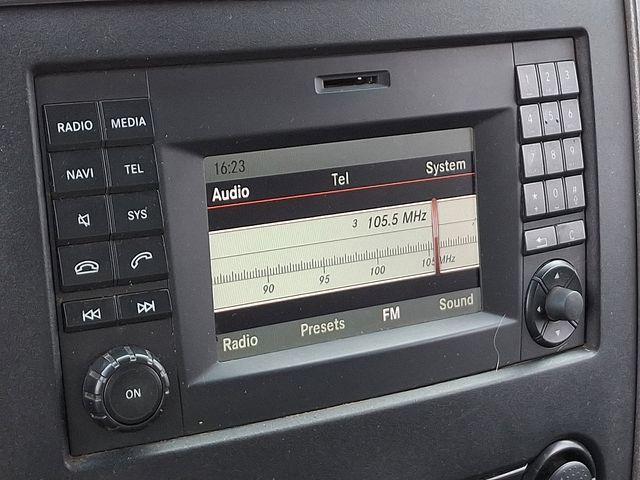 RADIO MEDIA
NAVI TEL
SYS
ON
16:23
Audio Tel System
3 105.5 MHz
90 95 100 105 MHz
Radio Presets FM Sound
1 2 3
4 5 6
7 8 9
* 0 #
C